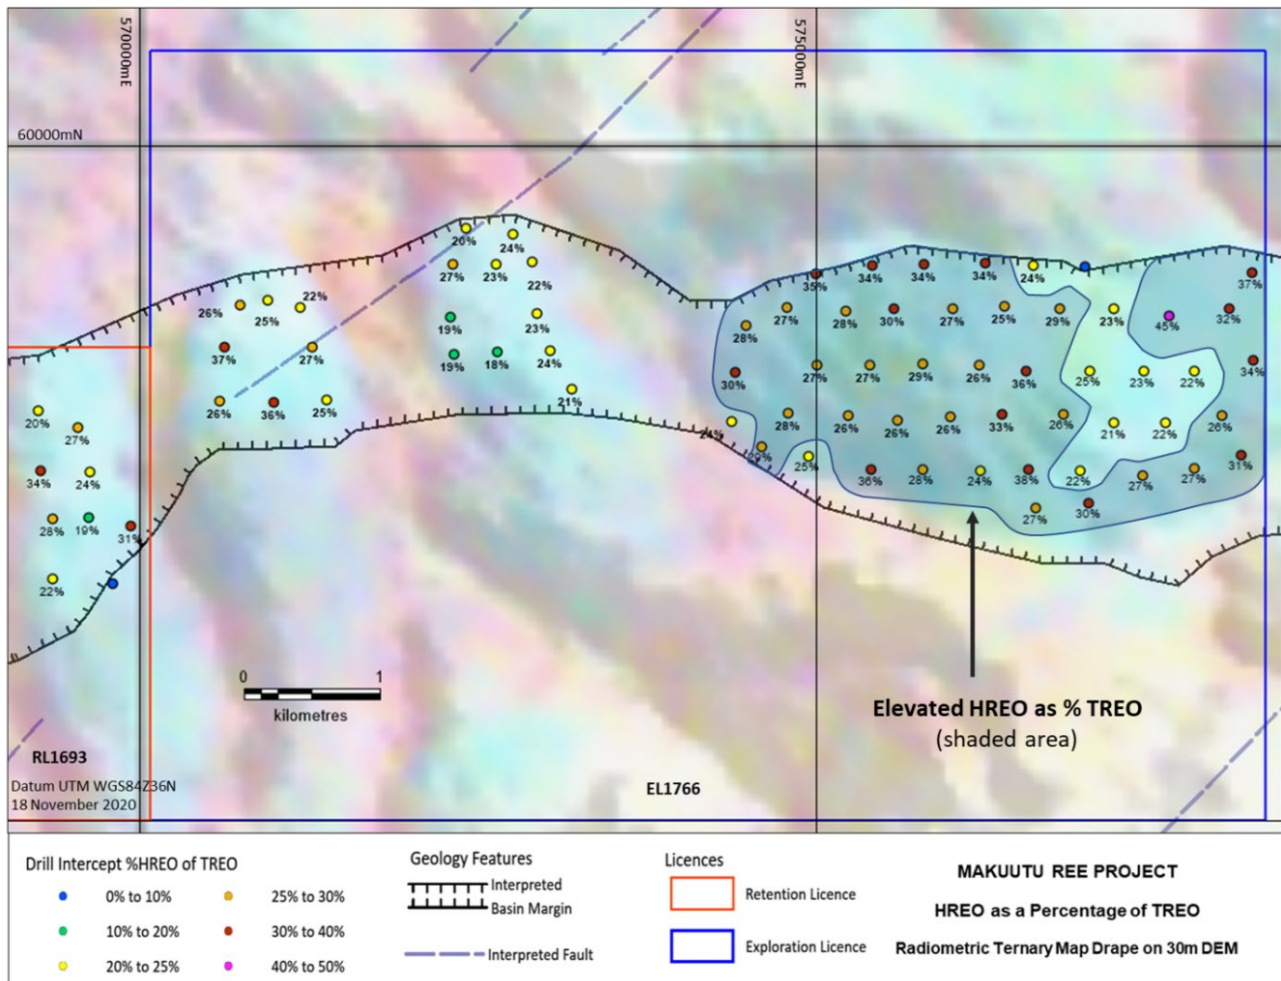 570000mE
575000mE
60000mN
20%
24%
27%
23%
22%
26%
25%
22%
19%
23%
37%
27%
19%
18%
24%
26%
36%
25%
21%
20%
27%
34%
24%
28%
19%
31%
22%
35%
34%
34%
34%
24%
37%
28%
27%
28%
30%
27%
25%
29%
23%
45%
32%
30%
27%
27%
29%
26%
36%
25%
23%
22%
34%
24%
28%
26%
26%
26%
33%
26%
21%
22%
26%
25%
36%
28%
24%
38%
22%
27%
27%
31%
27%
30%
0 1
kilometres
Elevated HREO as % TREO
(shaded area)
RL1693
Datum UTM WGS84Z36N
18 November 2020
EL1766
Drill Intercept %HREO of TREO
0% to 10%
10% to 20%
20% to 25%
25% to 30%
30% to 40%
40% to 50%
Geology Features
Interpreted
Basin Margin
Interpreted Fault
Licences
Retention Licence
Exploration Licence
MAKUUTU REE PROJECT
HREO as a Percentage of TREO
Radiometric Ternary Map Drape on 30m DEM